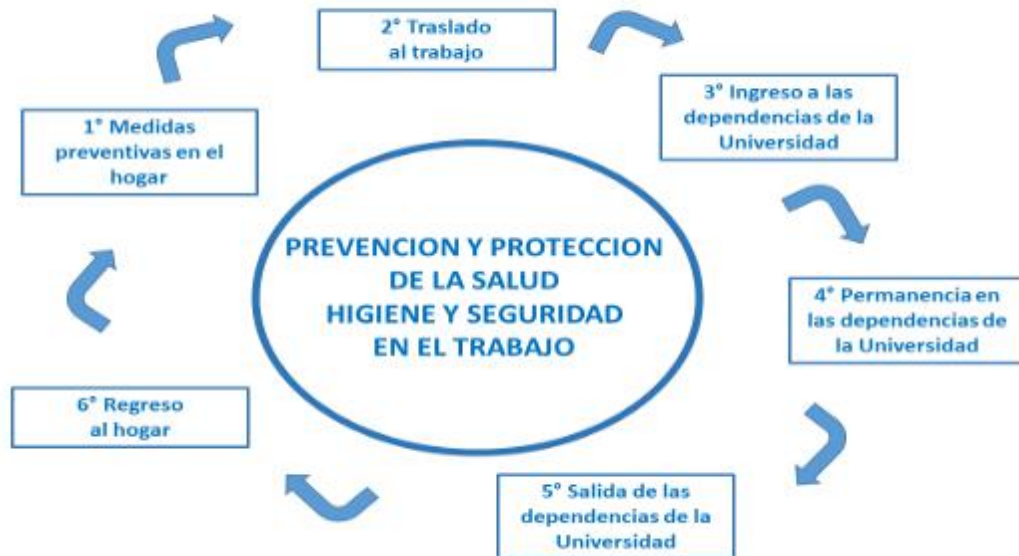 2° Traslado
al trabajo
3° Ingreso a las
dependencias de la
Universidad
1° Medidas
preventivas en el
hogar
PREVENCION Y PROTECCION
DE LA SALUD
HIGIENE Y SEGURIDAD
EN EL TRABAJO
4° Permanencia en
las dependencias de
la Universidad
6° Regreso
al hogar
5° Salida de las
dependencias de la
Universidad